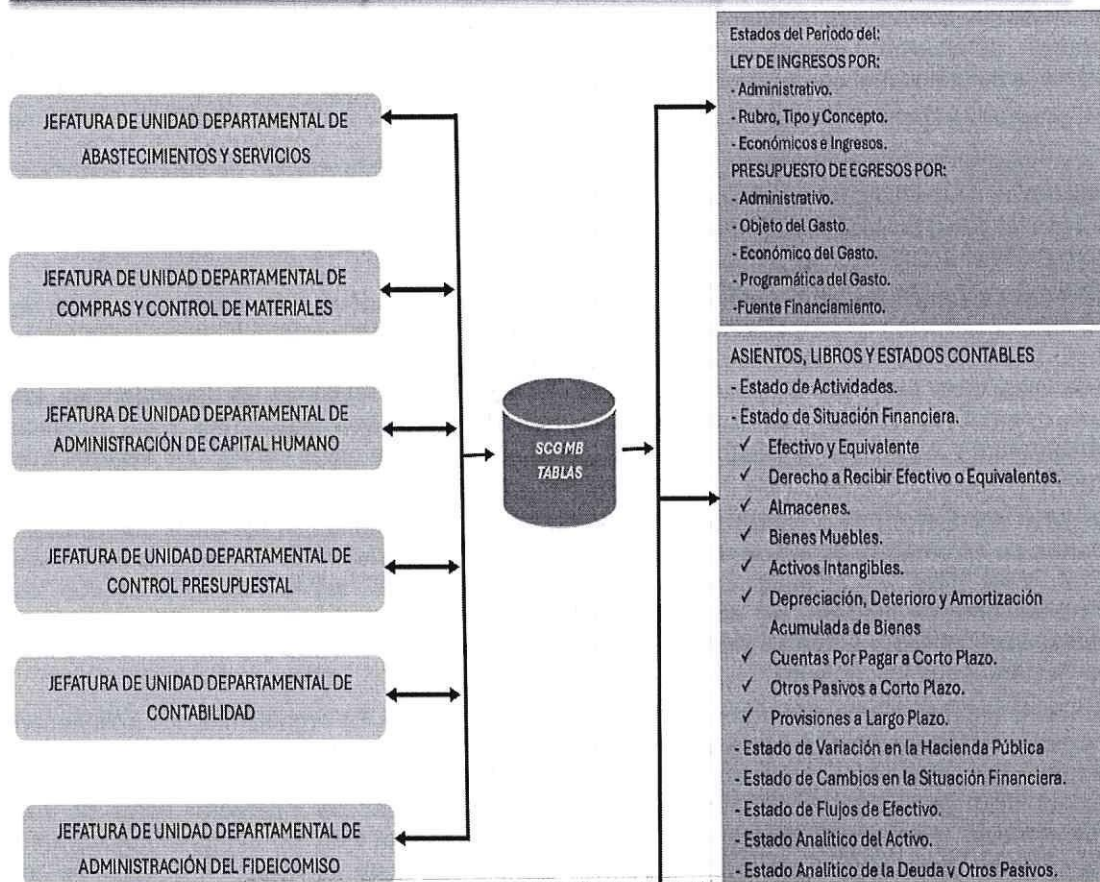 JEFATURA DE UNIDAD DEPARTAMENTAL DE
ABASTECIMIENTOS Y SERVICIOS
JEFATURA DE UNIDAD DEPARTAMENTAL DE
COMPRAS Y CONTROL DE MATERIALES
JEFATURA DE UNIDAD DEPARTAMENTAL DE
ADMINISTRACIÓN DE CAPITAL HUMANO
JEFATURA DE UNIDAD DEPARTAMENTAL DE
CONTROL PRESUPUESTAL
JEFATURA DE UNIDAD DEPARTAMENTAL DE
CONTABILIDAD
JEFATURA DE UNIDAD DEPARTAMENTAL DE
ADMINISTRACIÓN DEL FIDEICOMISO
SCG MB
TABLAS
Estados del Periodo del:
LEY DE INGRESOS POR:
- Administrativo.
- Rubro, Tipo y Concepto.
- Económicos e Ingresos.
PRESUPUESTO DE EGRESOS POR:
- Administrativo.
- Objeto del Gasto.
- Económico del Gasto.
- Programática del Gasto.
-Fuente Financiamiento.
ASIENTOS, LIBROS Y ESTADOS CONTABLES
- Estado de Actividades.
- Estado de Situación Financiera.
✓ Efectivo y Equivalente
✓ Derecho a Recibir Efectivo o Equivalentes.
✓ Almacenes.
✓ Bienes Muebles.
✓ Activos Intangibles.
✓ Depreciación, Deterioro y Amortización
Acumulada de Bienes
✓ Cuentas Por Pagar a Corto Plazo.
✓ Otros Pasivos a Corto Plazo.
✓ Provisiones a Largo Plazo.
- Estado de Variación en la Hacienda Pública
- Estado de Cambios en la Situación Financiera.
- Estado de Flujos de Efectivo.
- Estado Analítico del Activo.
- Estado Analítico de la Deuda y Otros Pasivos.